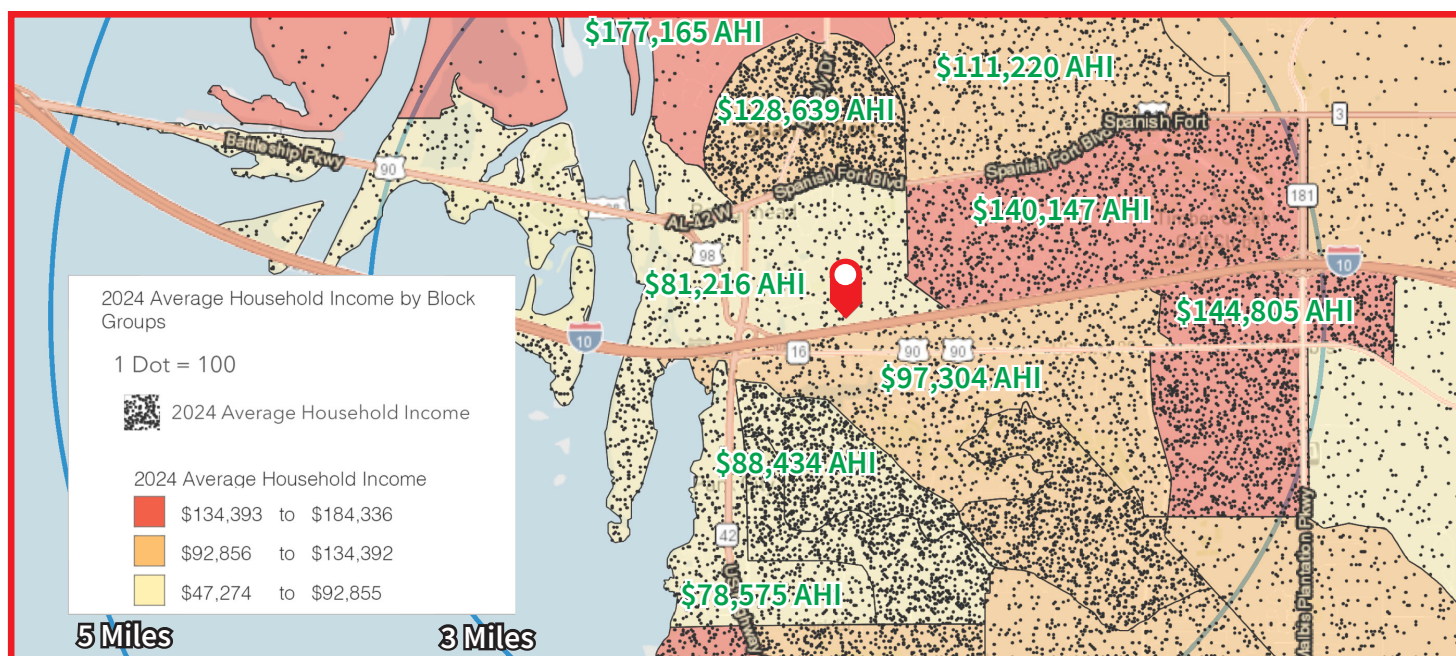 $177,165 AHI
$111,220 AHI
$128,639 AHI
3
Spanish Fort
Battleship Pkwy
90
Spanish Fort Blvd
Spanish Fort Blvd
181
$140,147 AHI
AL-42 W
98
10
$81,216 AHI
2024 Average Household Income by Block
Groups
$144,805 AHI
10
1 Dot = 100
16
90
90
$97,304 AHI
2024 Average Household Income
$88,434 AHI
2024 Average Household Income
$134,393 to $184,336
42
$92,856 to $134,392
$47,274 to $92,855
$78,575 AHI
Malbis Plantation Pkwy
5 Miles
3 Miles